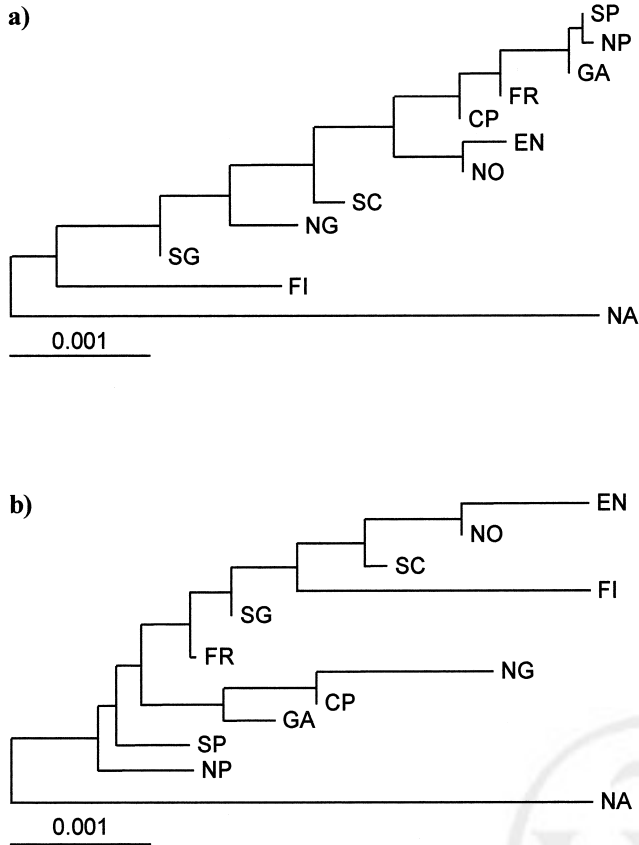 a)
SP
NP
GA
FR
CP
EN
NO
SC
NG
SG
FI
NA
0.001
b)
EN
NO
SC
FI
SG
FR
NG
CP
GA
SP
NP
NA
0.001